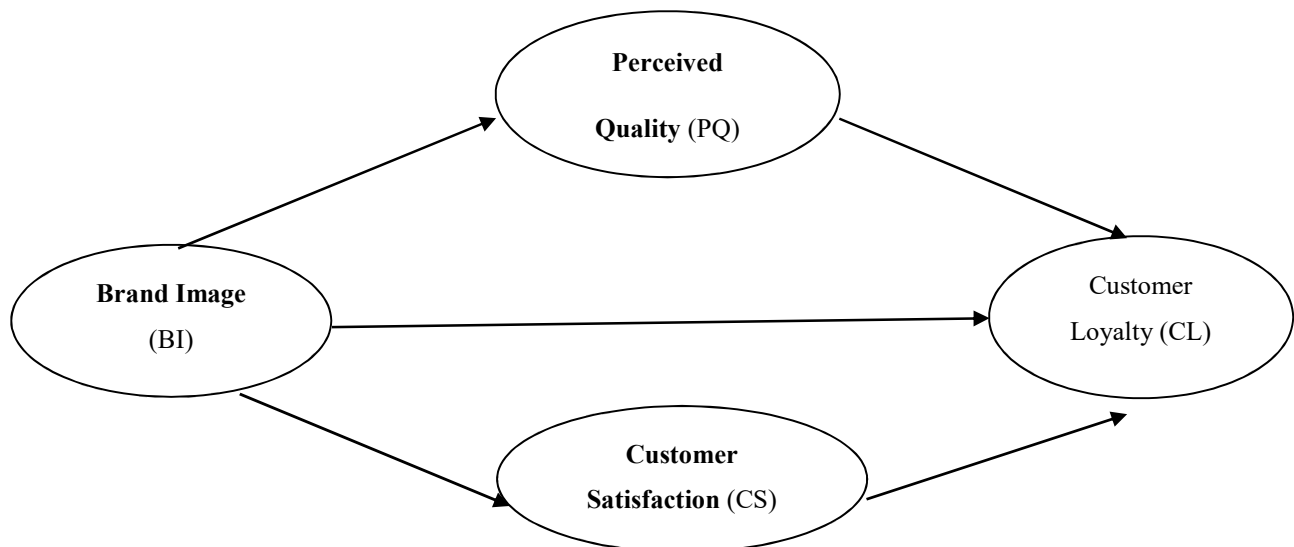 Perceived
Quality (PQ)
Brand Image
(BI)
Customer
Loyalty (CL)
Customer
Satisfaction (CS)